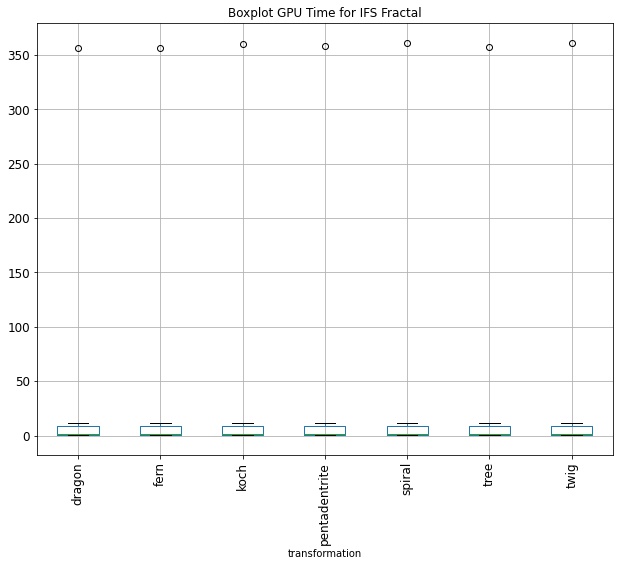 Boxplot GPU Time for IFS Fractal
350
300
250
200
150
100
50
0
dragon
fern
koch
pentadentrite
spiral
tree
twig
transformation